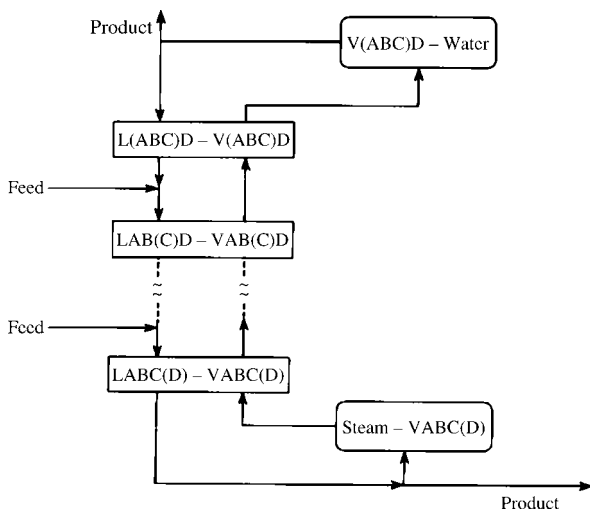 Product
V(ABC)D – Water
L(ABC)D – V(ABC)D
Feed
LAB(C)D – VAB(C)D
Feed
LABC(D) – VABC(D)
Steam – VABC(D)
Product